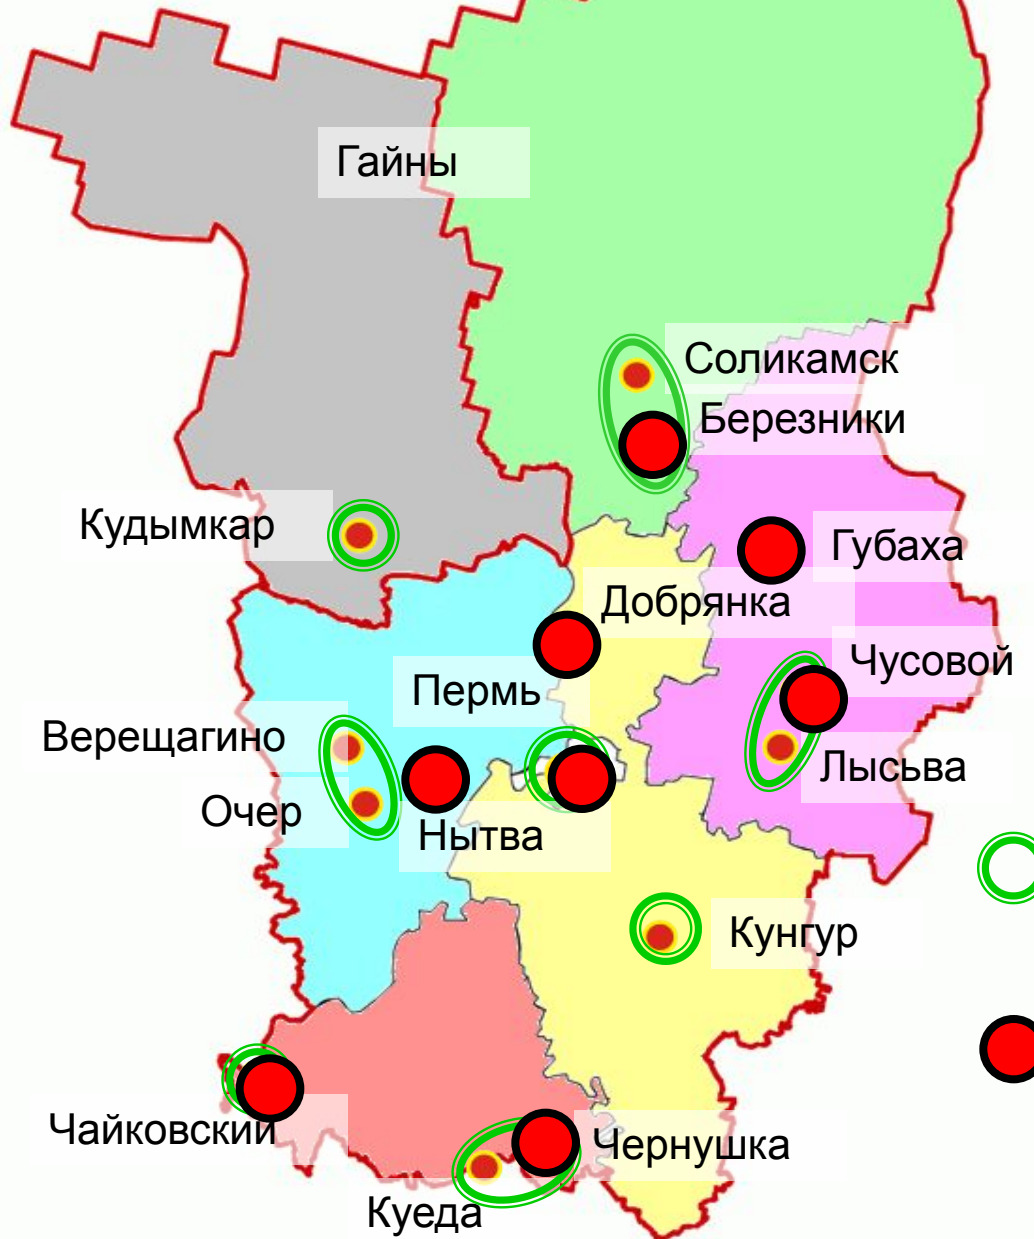 Гайны
Соликамск
Березники
Кудымкар
Губаха
Добрянка
Чусовой
Пермь
Верещагино
Лысьва
Очер
Нытва
Кунгур
Чайковский
Чернушка
Куеда